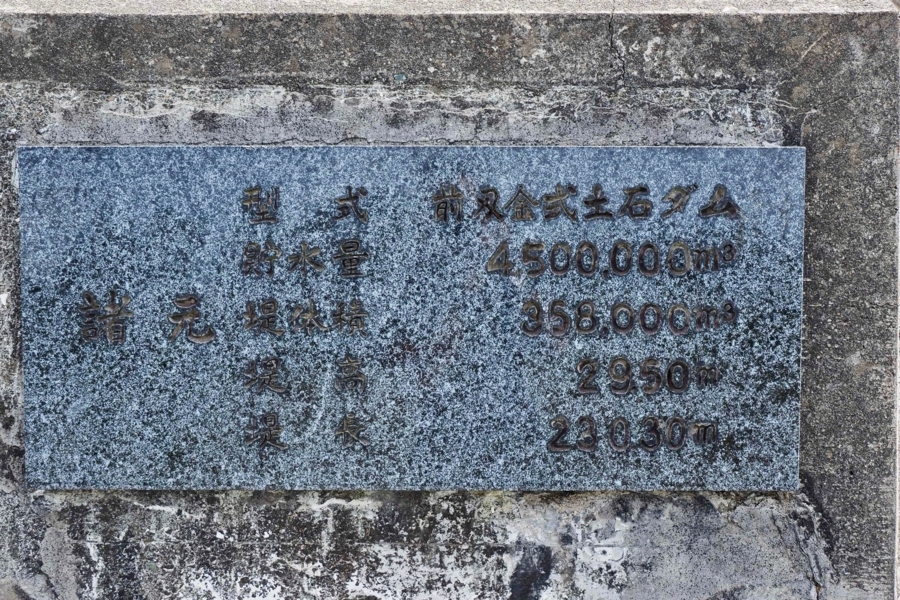 諸元
型式 前刃金式土石ダム
貯水量 4,500,000m³
堤体積 358,000m³
堤高 29.50m
堤長 230.30m